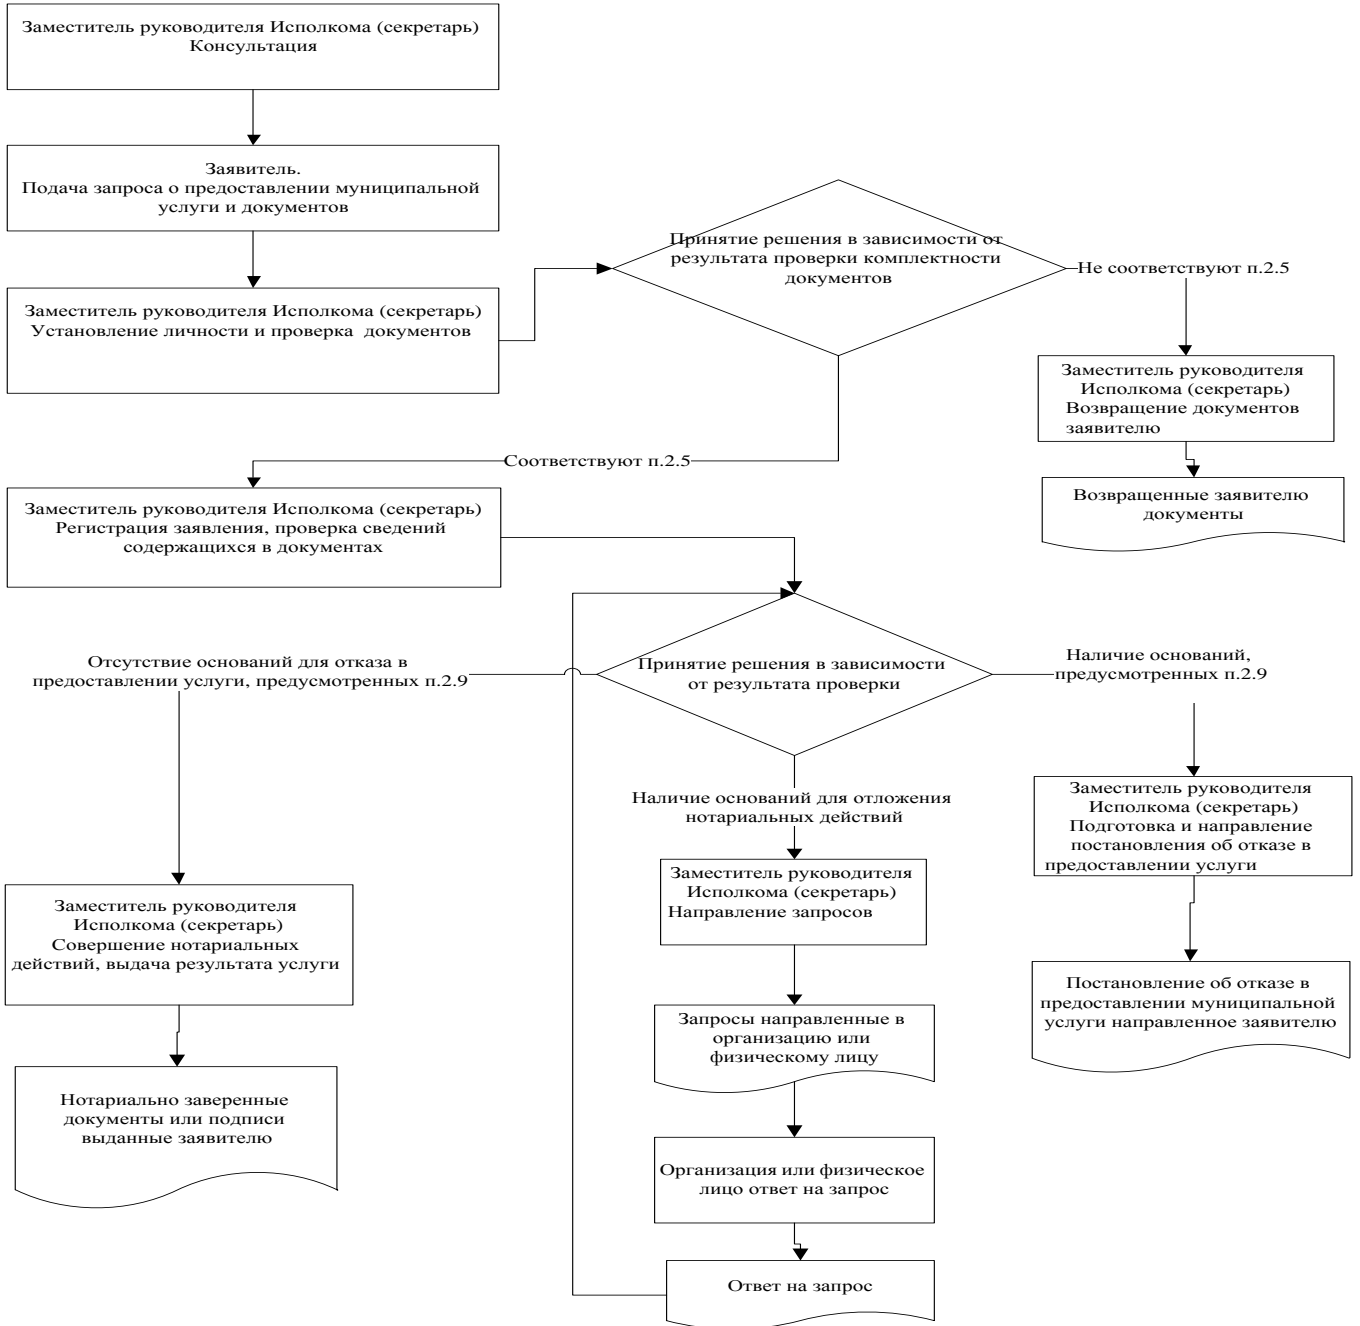 Заместитель руководителя Исполкома (секретарь)
Консультация
Заявитель.
Подача запроса о предоставлении муниципальной
услуги и документов
Принятие решения в зависимости от
результата проверки комплектности
документов
Не соответствуют п.2.5
Заместитель руководителя Исполкома (секретарь)
Установление личности и проверка документов
Заместитель руководителя
Исполкома (секретарь)
Возвращение документов
заявителю
Соответствуют п.2.5
Возвращенные заявителю
документы
Заместитель руководителя Исполкома (секретарь)
Регистрация заявления, проверка сведений
содержащихся в документах
Отсутствие оснований для отказа в
предоставлении услуги, предусмотренных п.2.9
Принятие решения в зависимости
от результата проверки
Наличие оснований,
предусмотренных п.2.9
Наличие оснований для отложения
нотариальных действий
Заместитель руководителя
Исполкома (секретарь)
Подготовка и направление
постановления об отказе в
предоставлении услуги
Заместитель руководителя
Исполкома (секретарь)
Направление запросов
Заместитель руководителя
Исполкома (секретарь)
Совершение нотариальных
действий, выдача результата услуги
Постановление об отказе в
предоставлении муниципальной
услуги направленное заявителю
Запросы направленные в
организацию или
физическому лицу
Нотариально заверенные
документы или подписи
выданные заявителю
Организация или физическое
лицо ответ на запрос
Ответ на запрос